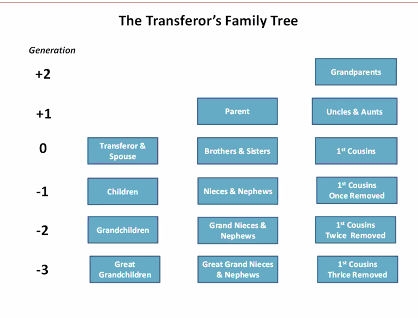 The Transferor's Family Tree
Generation
+2
Grandparents
+1
Parent
Uncles & Aunts
0
Transferor &
Spouse
Brothers & Sisters
1st Cousins
-1
Children
Nieces & Nephews
1st Cousins
Once Removed
-2
Grandchildren
Grand Nieces &
Nephews
1st Cousins
Twice Removed
-3
Great
Grandchildren
Great Grand Nieces
& Nephews
1st Cousins
Thrice Removed